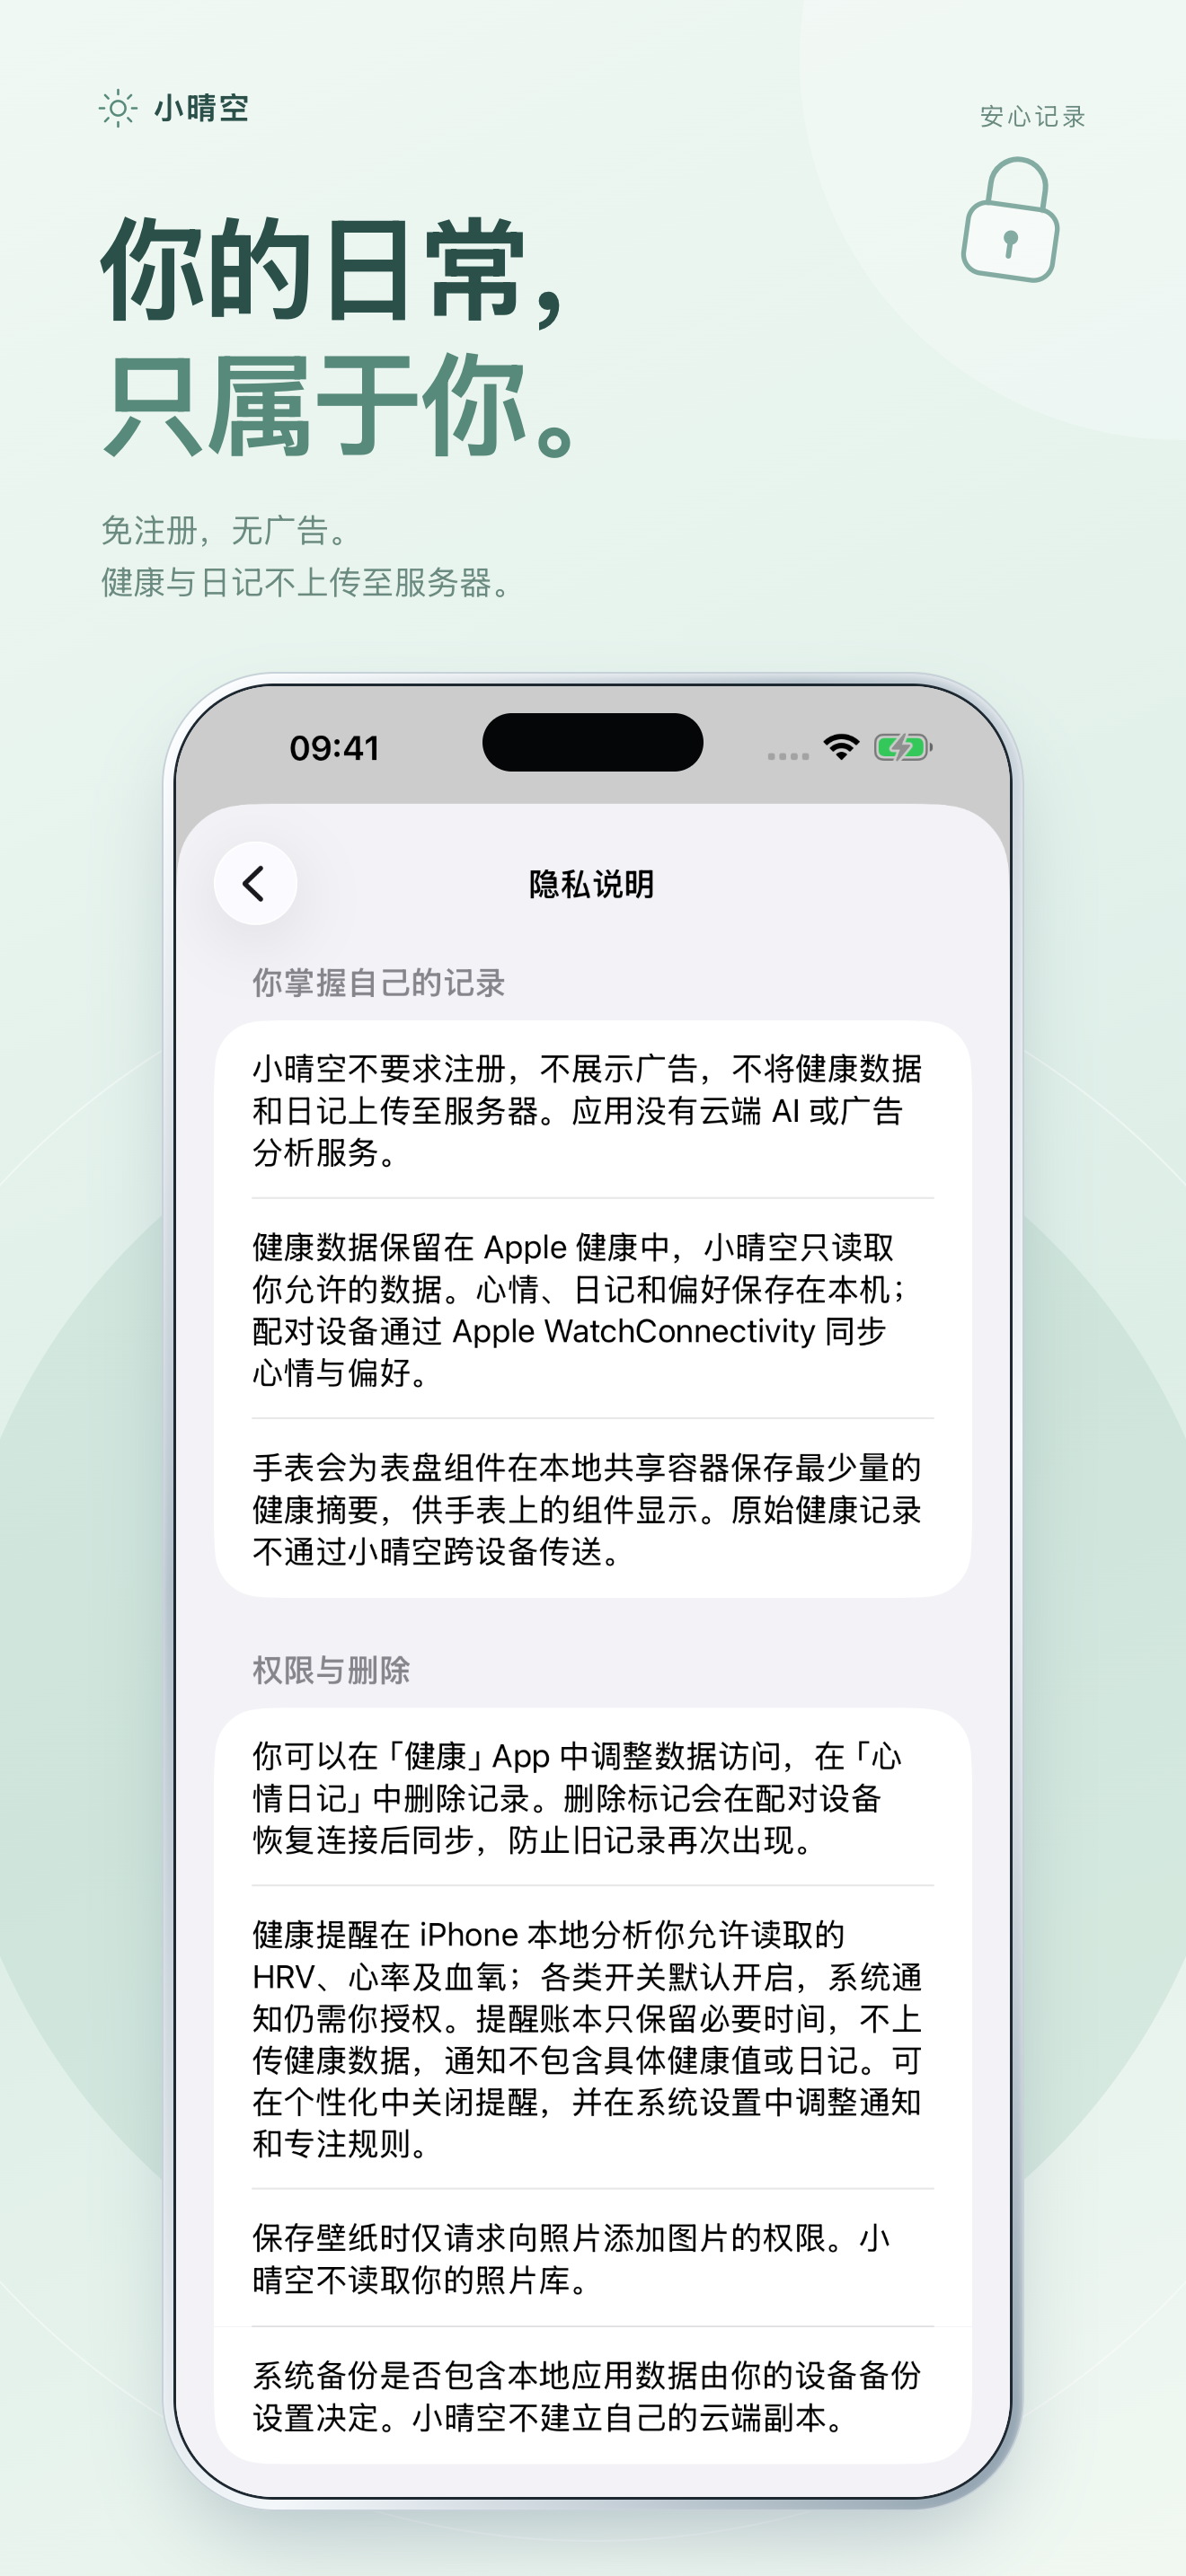 小晴空
安心记录
你的日常，
只属于你。
免注册，无广告。
健康与日记不上传至服务器。
09:41
隐私说明
你掌握自己的记录
小晴空不要求注册，不展示广告，不将健康数据
和日记上传至服务器。应用没有云端 AI 或广告
分析服务。
健康数据保留在 Apple 健康中，小晴空只读取
你允许的数据。心情、日记和偏好保存在本机；
配对设备通过 Apple WatchConnectivity 同步
心情与偏好。
手表会为表盘组件在本地共享容器保存最少量的
健康摘要，供手表上的组件显示。原始健康记录
不通过小晴空跨设备传送。
权限与删除
你可以在「健康」App 中调整数据访问，在「心
情日记」中删除记录。删除标记会在配对设备
恢复连接后同步，防止旧记录再次出现。
健康提醒在 iPhone 本地分析你允许读取的
HRV、心率及血氧；各类开关默认开启，系统通
知仍需你授权。提醒账本只保留必要时间，不上
传健康数据，通知不包含具体健康值或日记。可
在个性化中关闭提醒，并在系统设置中调整通知
和专注规则。
保存壁纸时仅请求向照片添加图片的权限。小
晴空不读取你的照片库。
系统备份是否包含本地应用数据由你的设备备份
设置决定。小晴空不建立自己的云端副本。